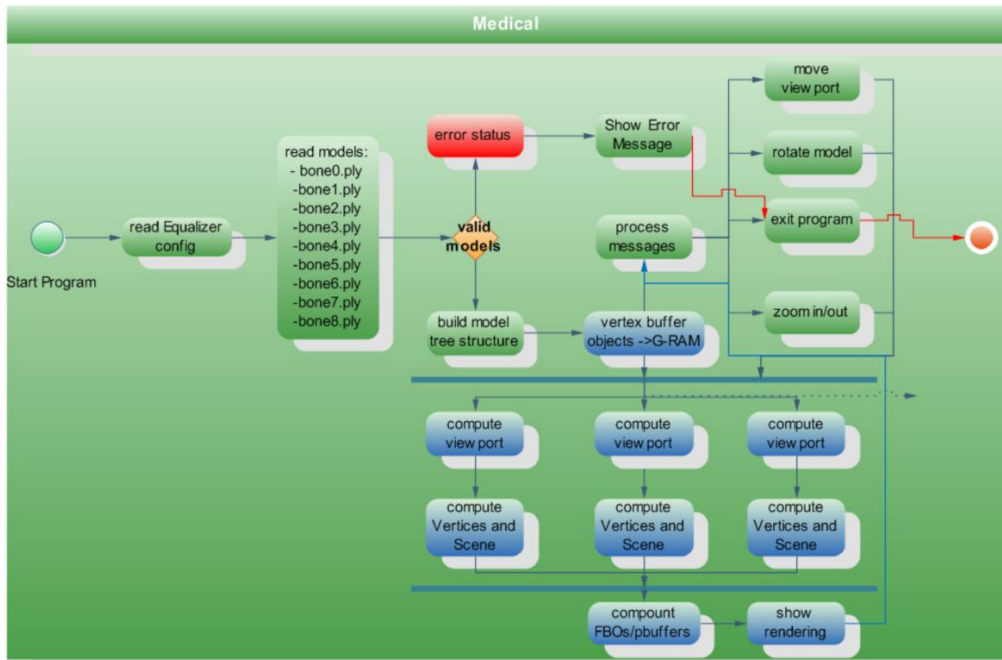 Medical
Start Program
read Equalizer
config
read models:
- bone0.ply
-bone1.ply
-bone2.ply
-bone3.ply
-bone4.ply
-bone5.ply
-bone6.ply
-bone7.ply
-bone8.ply
valid
models
error status
Show Error
Message
build model
tree structure
vertex buffer
objects ->G-RAM
process
messages
move
view port
rotate model
exit program
zoom in/out
compute
view port
compute
view port
compute
view port
compute
Vertices and
Scene
compute
Vertices and
Scene
compute
Vertices and
Scene
compount
FBOs/pbuffers
show
rendering